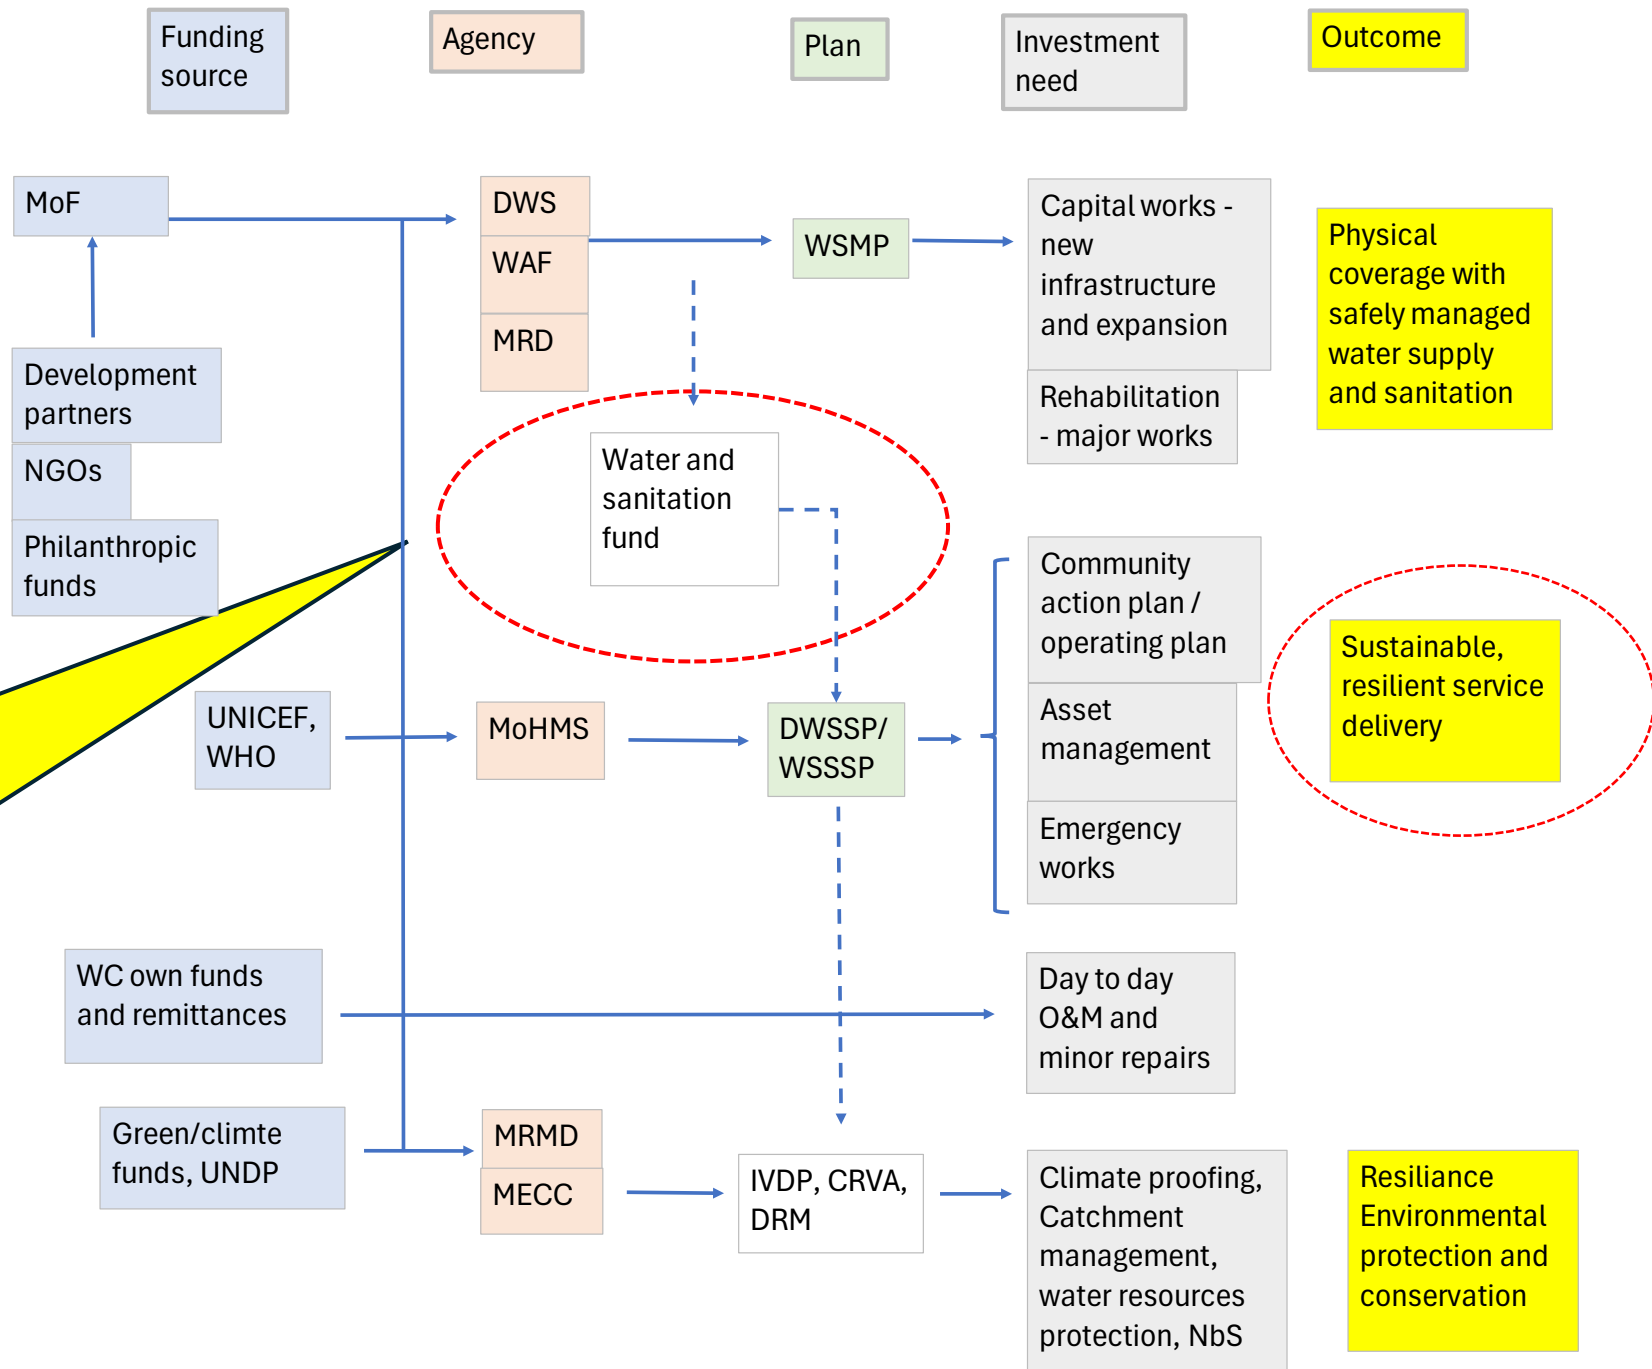 Funding
source
Agency
Plan
Investment
need
Outcome
MoF
Development
partners
NGOs
Philanthropic
funds
DWS
WAF
MRD
WSMP
Capital works -
new
infrastructure
and expansion
Rehabilitation
- major works
Physical
coverage with
safely managed
water supply
and sanitation
Water and
sanitation
fund
UNICEF,
WHO
MoHMS
DWSSP/
WSSSP
Community
action plan /
operating plan
Asset
management
Emergency
works
Sustainable,
resilient service
delivery
WC own funds
and remittances
Day to day
O&M and
minor repairs
Green/climte
funds, UNDP
MRMD
MECC
IVDP, CRVA,
DRM
Climate proofing,
Catchment
management,
water resources
protection, NbS
Resiliance
Environmental
protection and
conservation